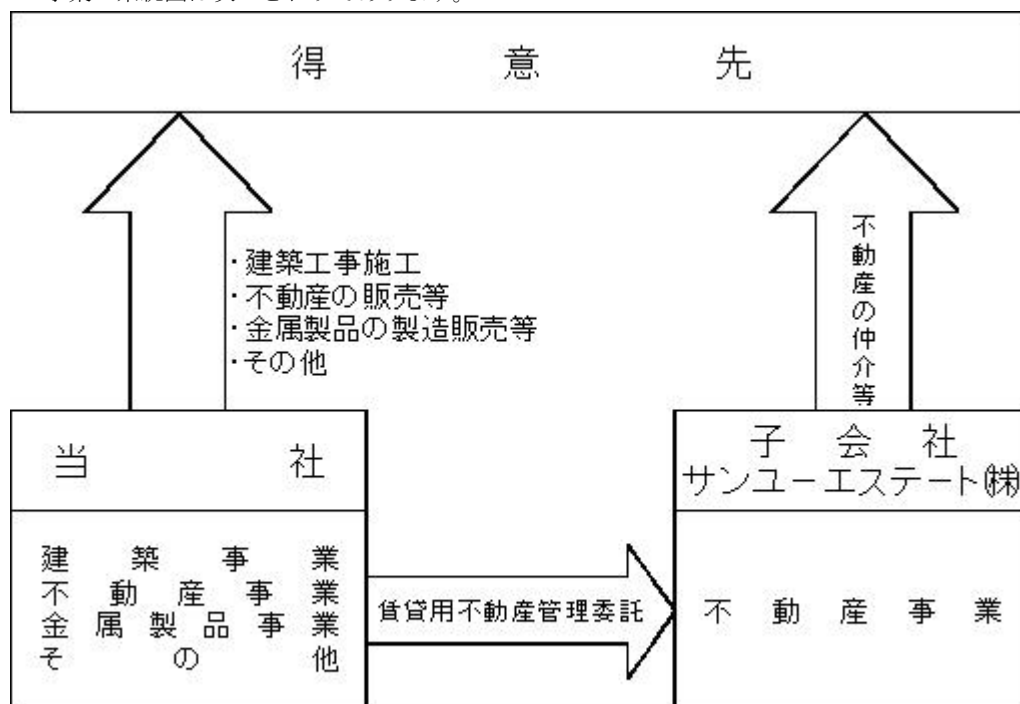 得意先
・建築工事施工
・不動産の販売等
・金属製品の製造販売等
・その他
不動産の仲介等
当社
建築事業
不動産事業
金属製品事業
その他
賃貸用不動産管理委託
子会社
サンユーエステート㈱
不動産事業